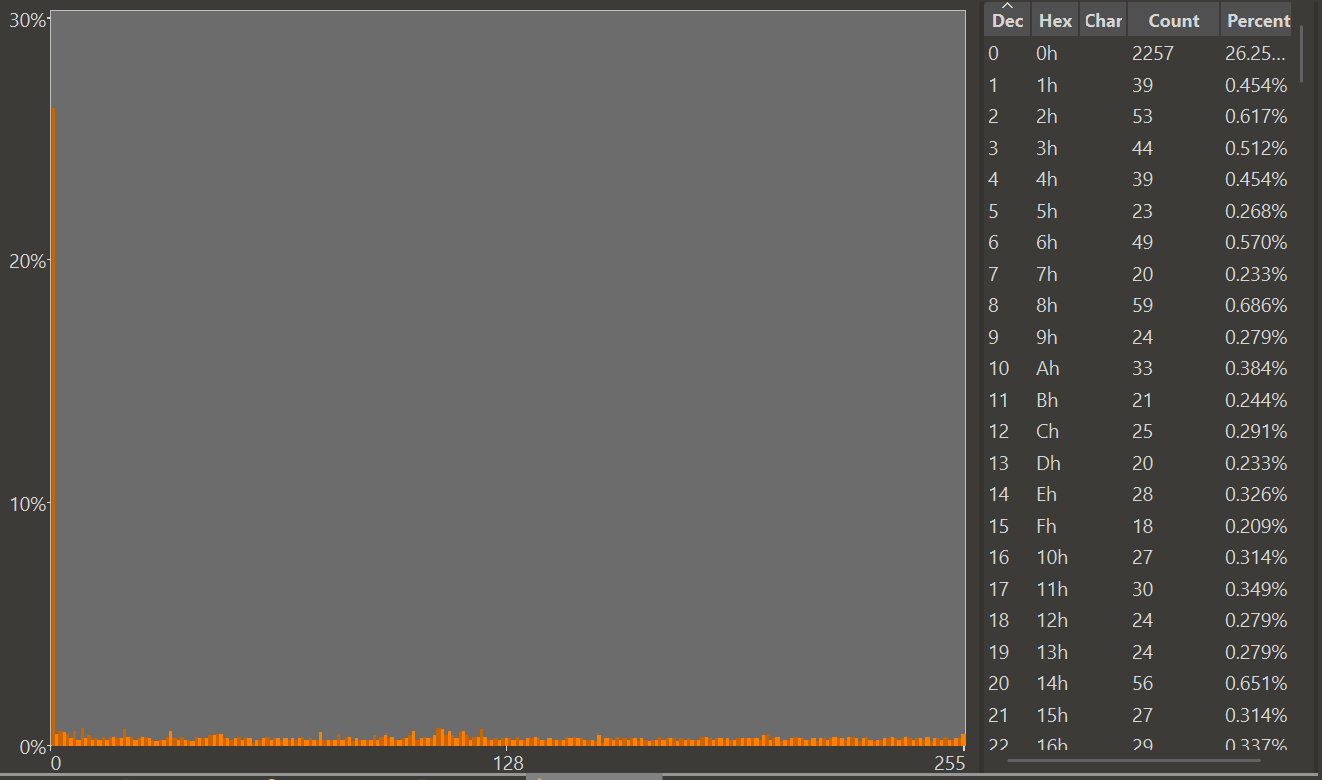 30%
20%
10%
0%
0 128 255
Dec Hex Char Count Percent
0 0h 2257 26.25...
1 1h 39 0.454%
2 2h 53 0.617%
3 3h 44 0.512%
4 4h 39 0.454%
5 5h 23 0.268%
6 6h 49 0.570%
7 7h 20 0.233%
8 8h 59 0.686%
9 9h 24 0.279%
10 Ah 33 0.384%
11 Bh 21 0.244%
12 Ch 25 0.291%
13 Dh 20 0.233%
14 Eh 28 0.326%
15 Fh 18 0.209%
16 10h 27 0.314%
17 11h 30 0.349%
18 12h 24 0.279%
19 13h 24 0.279%
20 14h 56 0.651%
21 15h 27 0.314%
22 16h 29 0.337%